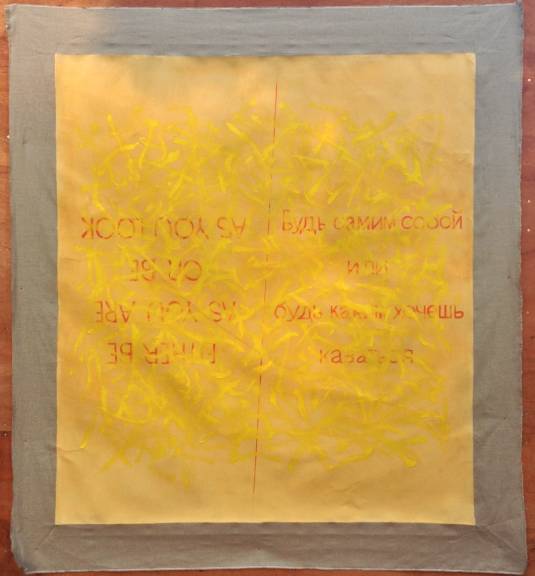 EITHER BE
AS YOU ARE
OR BE
AS YOU LOOK
Будь самим собой
или
будь каким хочешь
казаться